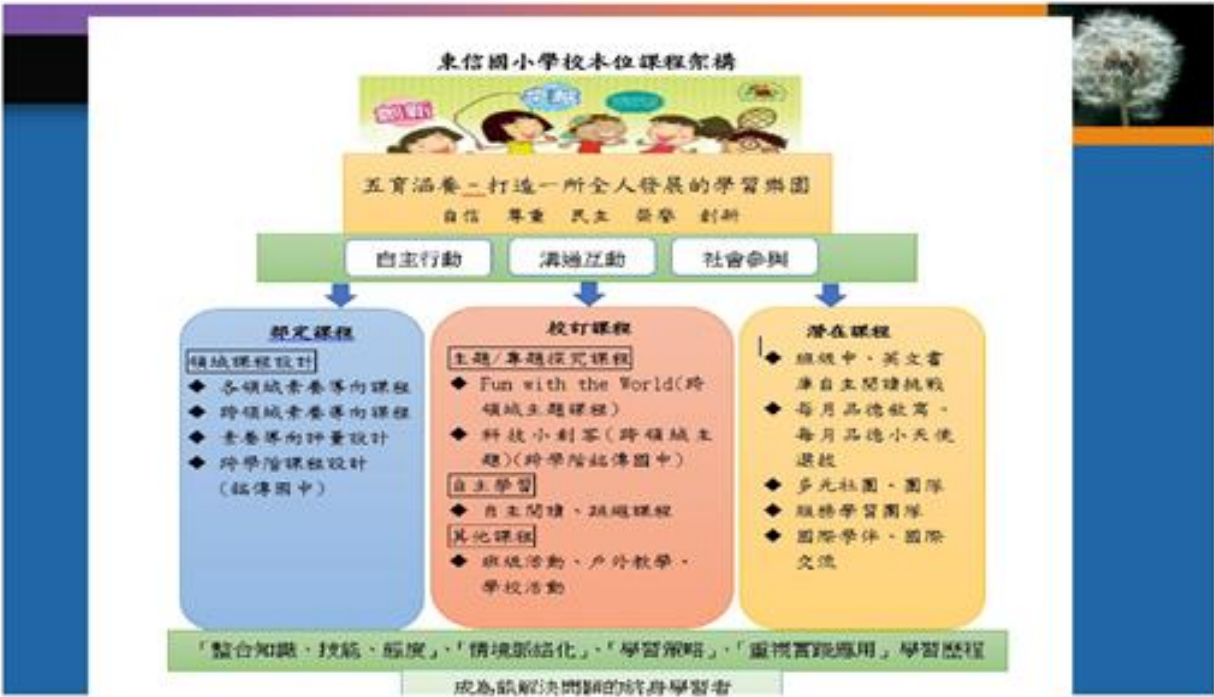 東信國小學校本位課程架構
五育涵養-打造一所全人發展的學習樂園
自信 尊重 民主 榮譽 創新
自主行動
溝通互動
社會參與
部定課程
領域課程設計
◆ 各領域素養導向課程
◆ 跨領域素養導向課程
◆ 素養導向評量設計
◆ 跨學階課程設計
(銘傳國中)
校訂課程
主題/專題探究課程
◆ Fun with the World(跨
領域主題課程)
◆ 科技小創客(跨領域主
題)(跨學階銘傳國中)
自主學習
◆ 自主閱讀、跳繩課程
其他課程
◆ 班級活動、戶外教學、
學校活動
潛在課程
◆ 班級中、英文書
庫自主閱讀挑戰
◆ 每月品德敘寫、
每月品德小天使
選拔
◆ 多元社團、團隊
◆ 服務學習團隊
◆ 國際學伴、國際
交流
「整合知識、技能、態度」、「情境脈絡化」、「學習策略」、「重視實踐應用」學習歷程
成為能解決問題的終身學習者